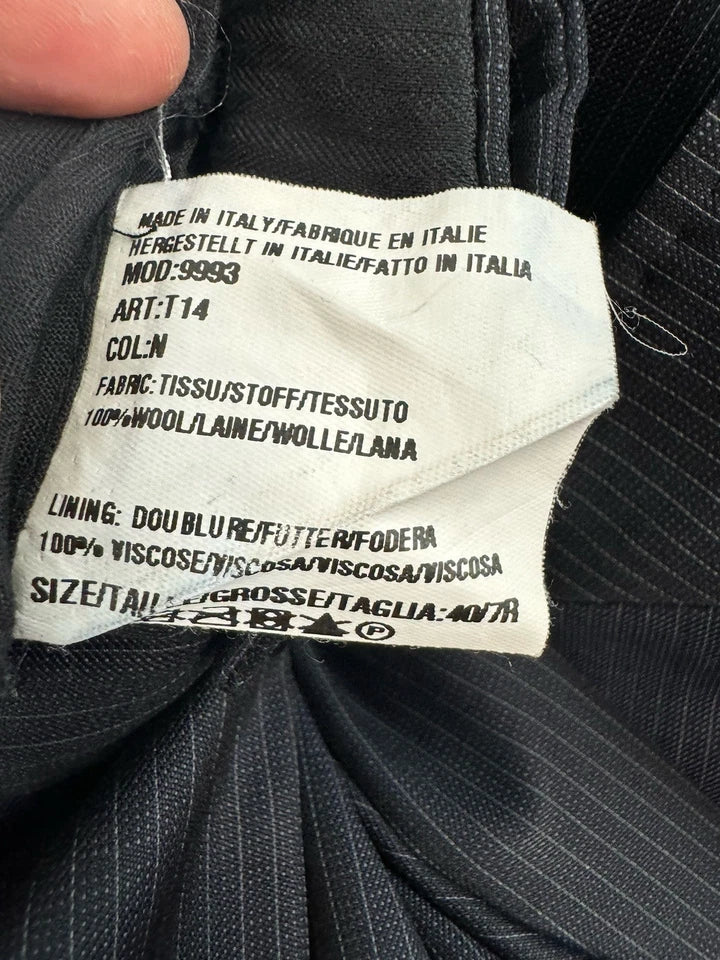 MADE IN ITALY/FABRIQUE EN ITALIE
HERGESTELLT IN ITALIE/FATTO IN ITALIA
MOD:9993
ART:T14
COL:N
FABRIC:TISSU/STOFF/TESSUTO
100%WOOL/LAINE/WOLLE/LANA
LINING: DOUBLURE/FUTTER/FODERA
100% VISCOSE/VISCOSA/VISCOSA/VISCOSA
SIZE/GROSSE/TAGLIA:40/7R
P